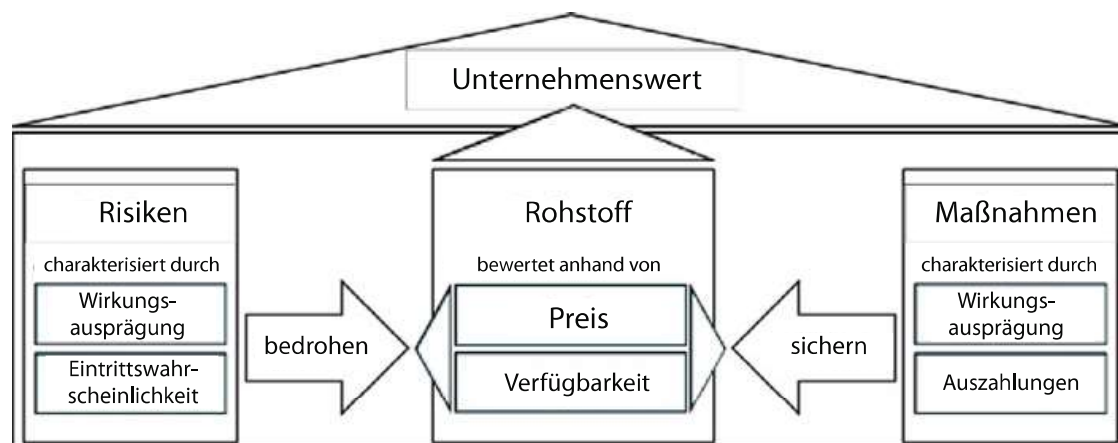 Unternehmenswert
Risiken
charakterisiert durch
Wirkungs-
ausprägung
Eintrittswahr-
scheinlichkeit
bedrohen
Rohstoff
bewertet anhand von
Preis
Verfügbarkeit
sichern
Maßnahmen
charakterisiert durch
Wirkungs-
ausprägung
Auszahlungen